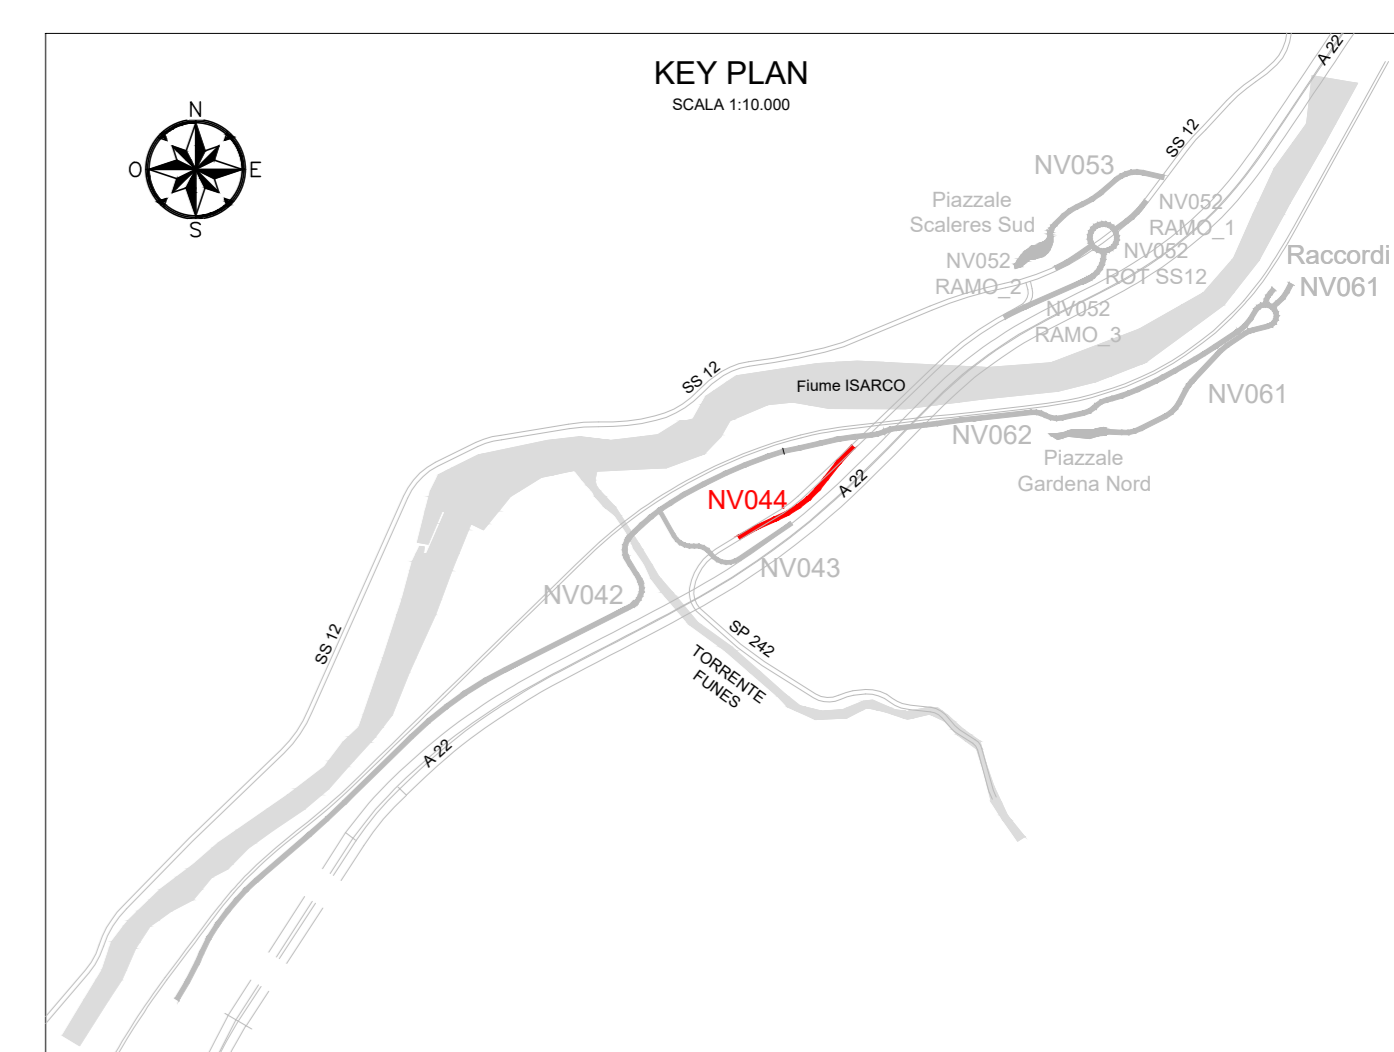 KEY PLAN
SCALA 1:10.000
N
O
E
S
A 22
SS 12
NV053
Piazzale
Scaleres Sud
NV052
RAMO_1
NV052
RAMO_2
NV052
ROT SS12
Raccordi
NV061
NV052
RAMO_3
SS 12
Fiume ISARCO
NV061
NV062
Piazzale
Gardena Nord
A 22
NV044
NV043
NV042
SS 12
SP 242
TORRENTE
FUNES
A 22